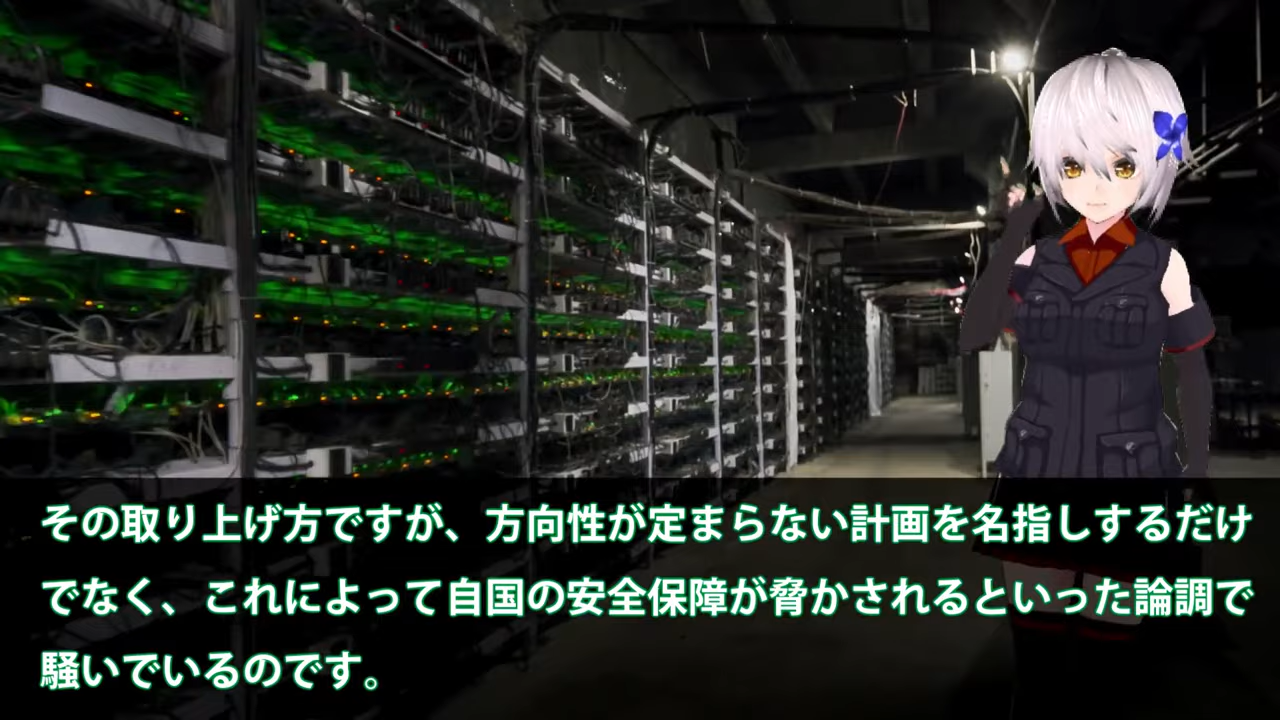 その取り上げ方ですが、方向性が定まらない計画を名指しするだけ
でなく、これによって自国の安全保障が脅かされるといった論調で
騒いでいるのです。